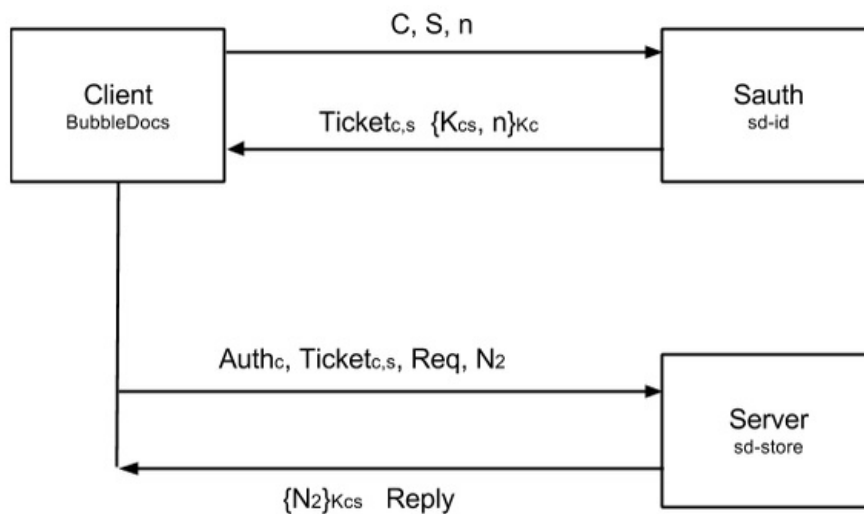 C, S, n
Client
BubbleDocs
Sauth
sd-id
Ticketc,s {Kcs, n}Kc
Authc, Ticketc,s, Req, N2
Server
sd-store
{N2}Kcs Reply